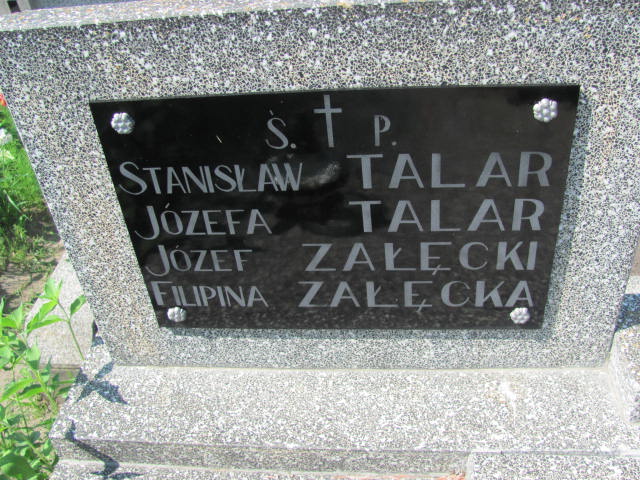 Ś. P.
STANISŁAW TALAR
JÓZEFA TALAR
JÓZEF ZAŁĘCKI
FILIPINA ZAŁĘCKA